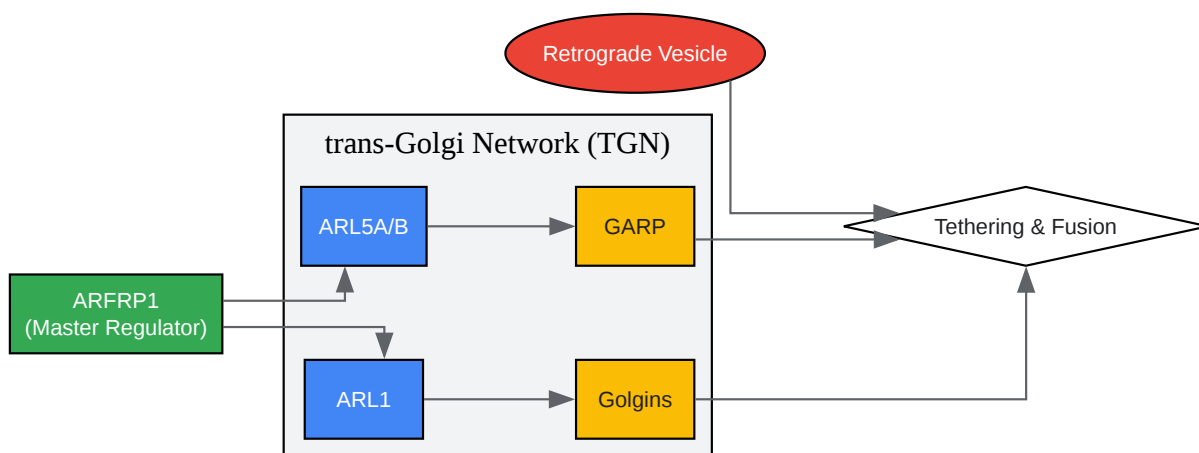 Retrograde Vesicle
trans-Golgi Network (TGN)
ARL5A/B
GARP
Tethering & Fusion
ARFRP1
(Master Regulator)
ARL1
Golgins